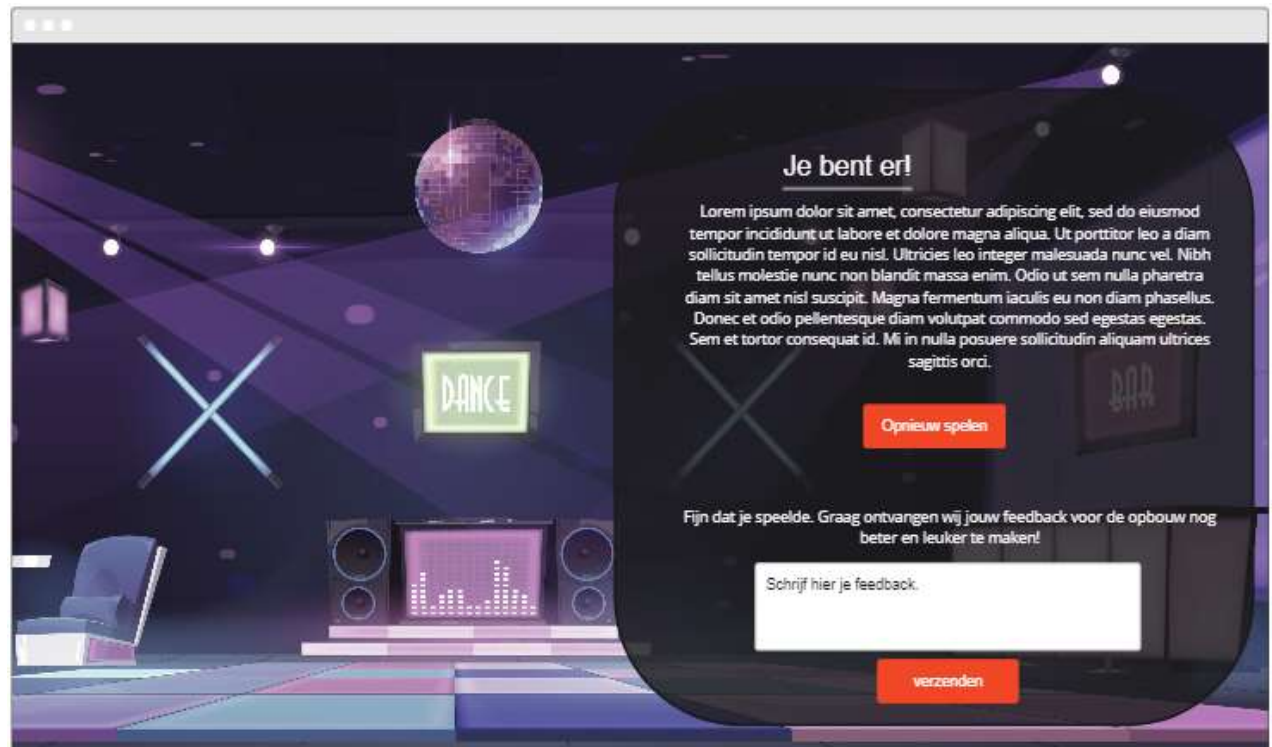 Je bent er!
Lorem ipsum dolor sit amet, consectetur adipiscing elit, sed do eiusmod
tempor incididunt ut labore et dolore magna aliqua. Ut porttitor leo a diam
sollicitudin tempor id eu nisl. Ultricies leo integer malesuada nunc vel. Nibh
tellus molestie nunc non blandit massa enim. Odio ut sem nulla pharetra
diam sit amet nisl suscipit. Magna fermentum iaculis eu non diam phasellus.
Donec et odio pellentesque diam volutpat commodo sed egestas egestas.
Sem et tortor consequat id. Mi in nulla posuere sollicitudin aliquam ultrices
sagittis orci.
DANCE
BAR
Opnieuw spelen
Fijn dat je speelde. Graag ontvangen wij jouw feedback voor de opbouw nog
beter en leuker te maken!
Schrijf hier je feedback.
verzenden